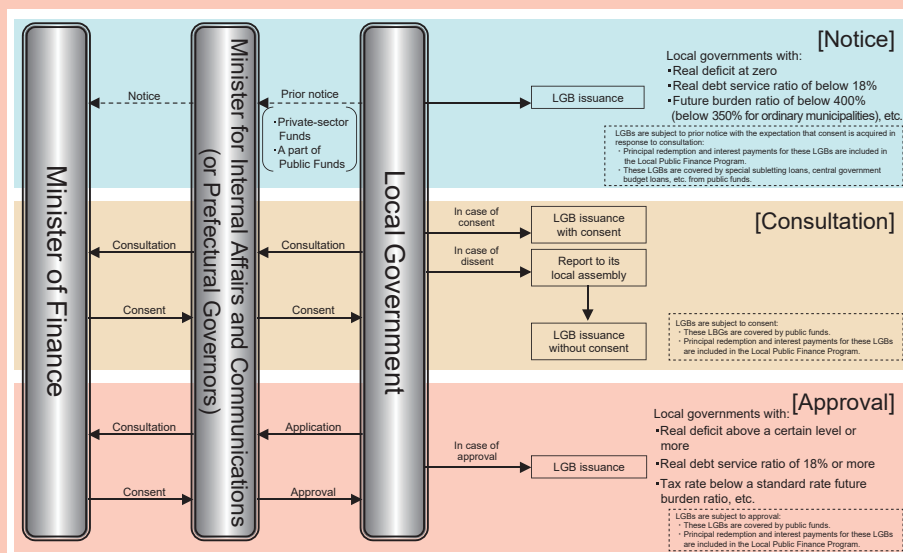 Minister of Finance
Minister for Internal Affairs and Communications
(or Prefectural Governors)
Local Government
[Notice]
Notice
Prior notice
・Private-sector
Funds
・A part of
Public Funds
LGB issuance
Local governments with:
▪Real deficit at zero
▪Real debt service ratio of below 18%
▪Future burden ratio of below 400%
(below 350% for ordinary municipalities), etc.
LGBs are subject to prior notice with the expectation that consent is acquired in
response to consultation:
・Principal redemption and interest payments for these LGBs are included in
the Local Public Finance Program.
・These LGBs are covered by special subletting loans, central government
budget loans, etc. from public funds.
[Consultation]
Consultation
Consultation
Consent
Consent
In case of
consent
LGB issuance
with consent
In case of
dissent
Report to its
local assembly
LGB issuance
without consent
LGBs are subject to consent:
・These LBGs are covered by public funds.
・Principal redemption and interest payments for these LGBs
are included in the Local Public Finance Program.
[Approval]
Consultation
Application
Consent
Approval
In case of
approval
LGB issuance
Local governments with:
▪Real deficit above a certain level or
more
▪Real debt service ratio of 18% or more
▪Tax rate below a standard rate future
burden ratio, etc.
LGBs are subject to approval:
・These LGBs are covered by public funds.
・Principal redemption and interest payments for these LGBs
are included in the Local Public Finance Program.